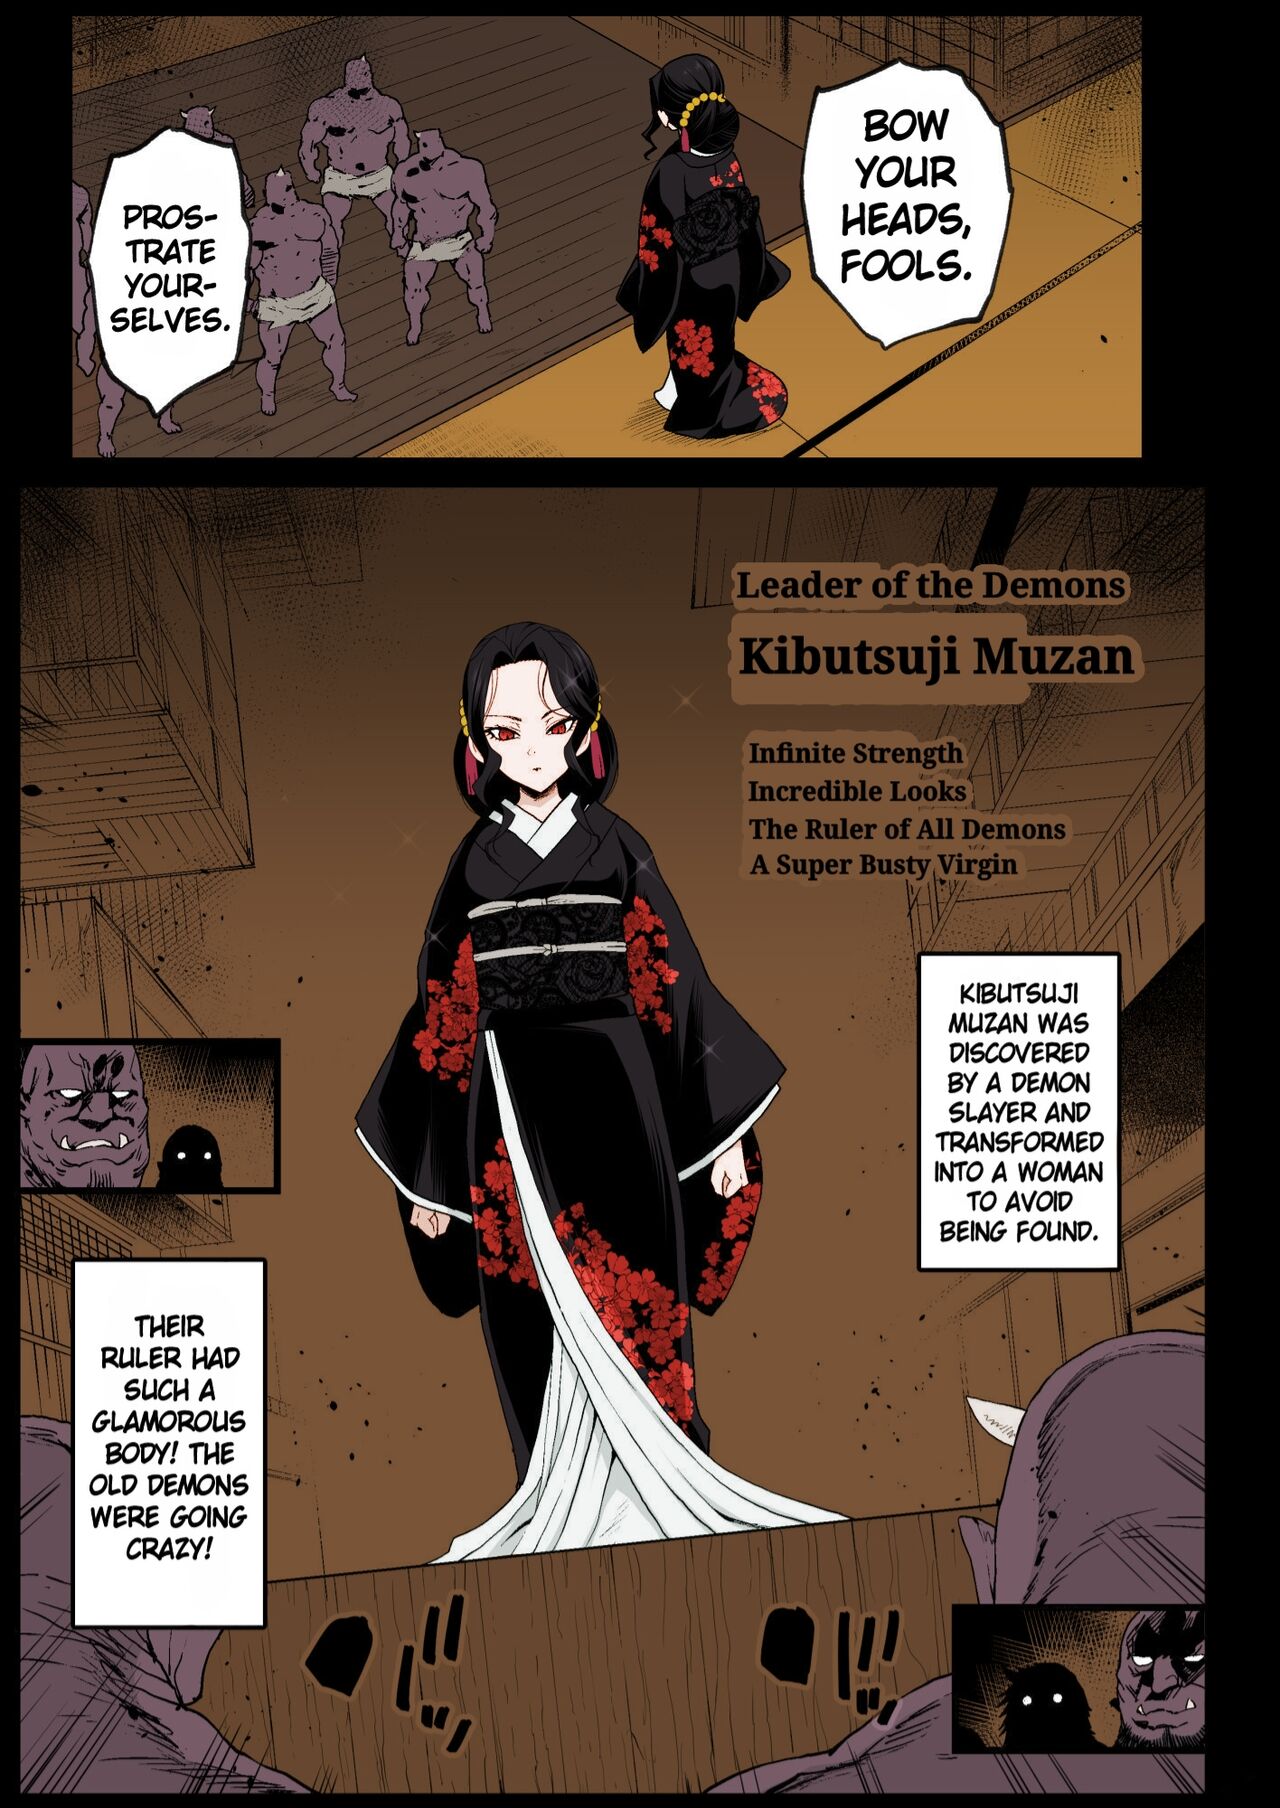 BOW
YOUR
HEADS,
FOOLS.
PROS-
TRATE
YOUR-
SELVES.
Leader of the Demons
Kibutsuji Muzan
Infinite Strength
Incredible Looks
The Ruler of All Demons
A Super Busty Virgin
KIBUTSUJI
MUZAN WAS
DISCOVERED
BY A DEMON
SLAYER AND
TRANSFORMED
INTO A WOMAN
TO AVOID
BEING FOUND.
THEIR
RULER HAD
SUCH A
GLAMOROUS
BODY! THE
OLD DEMONS
WERE GOING
CRAZY!